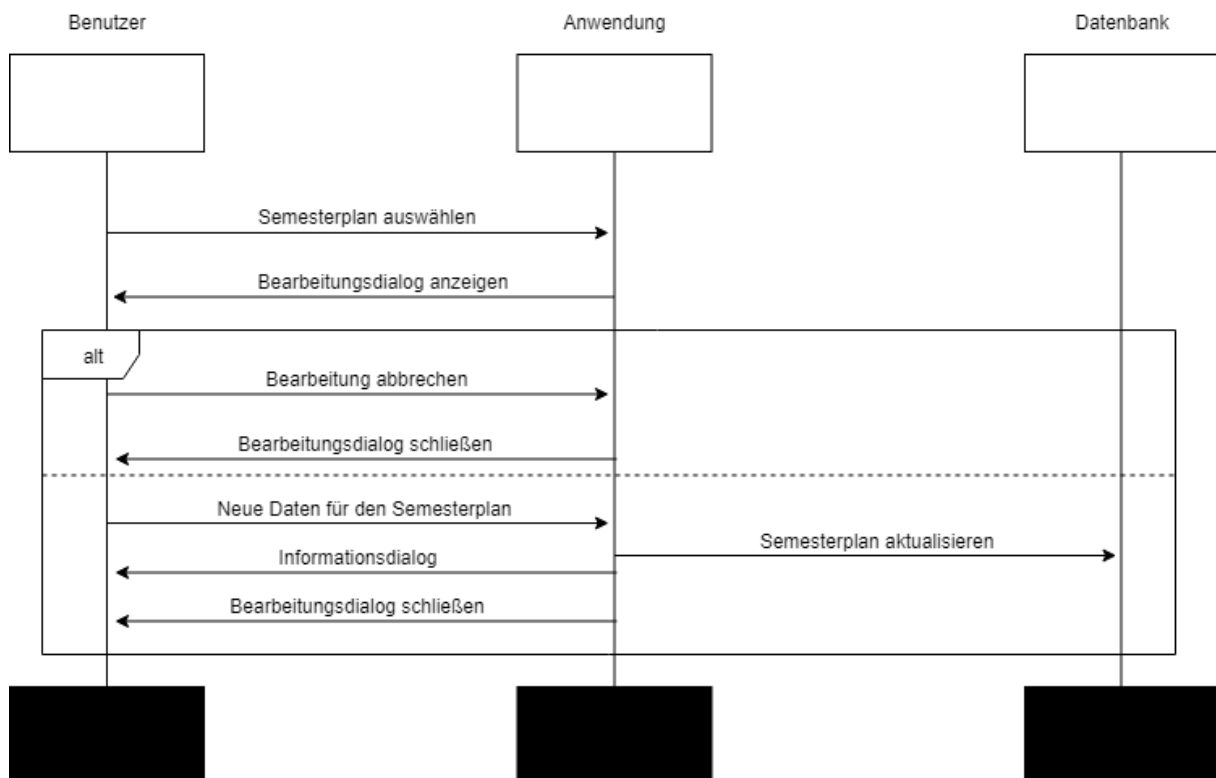 Benutzer
Anwendung
Datenbank
Semesterplan auswählen
Bearbeitungsdialog anzeigen
alt
Bearbeitung abbrechen
Bearbeitungsdialog schließen
Neue Daten für den Semesterplan
Semesterplan aktualisieren
Informationsdialog
Bearbeitungsdialog schließen